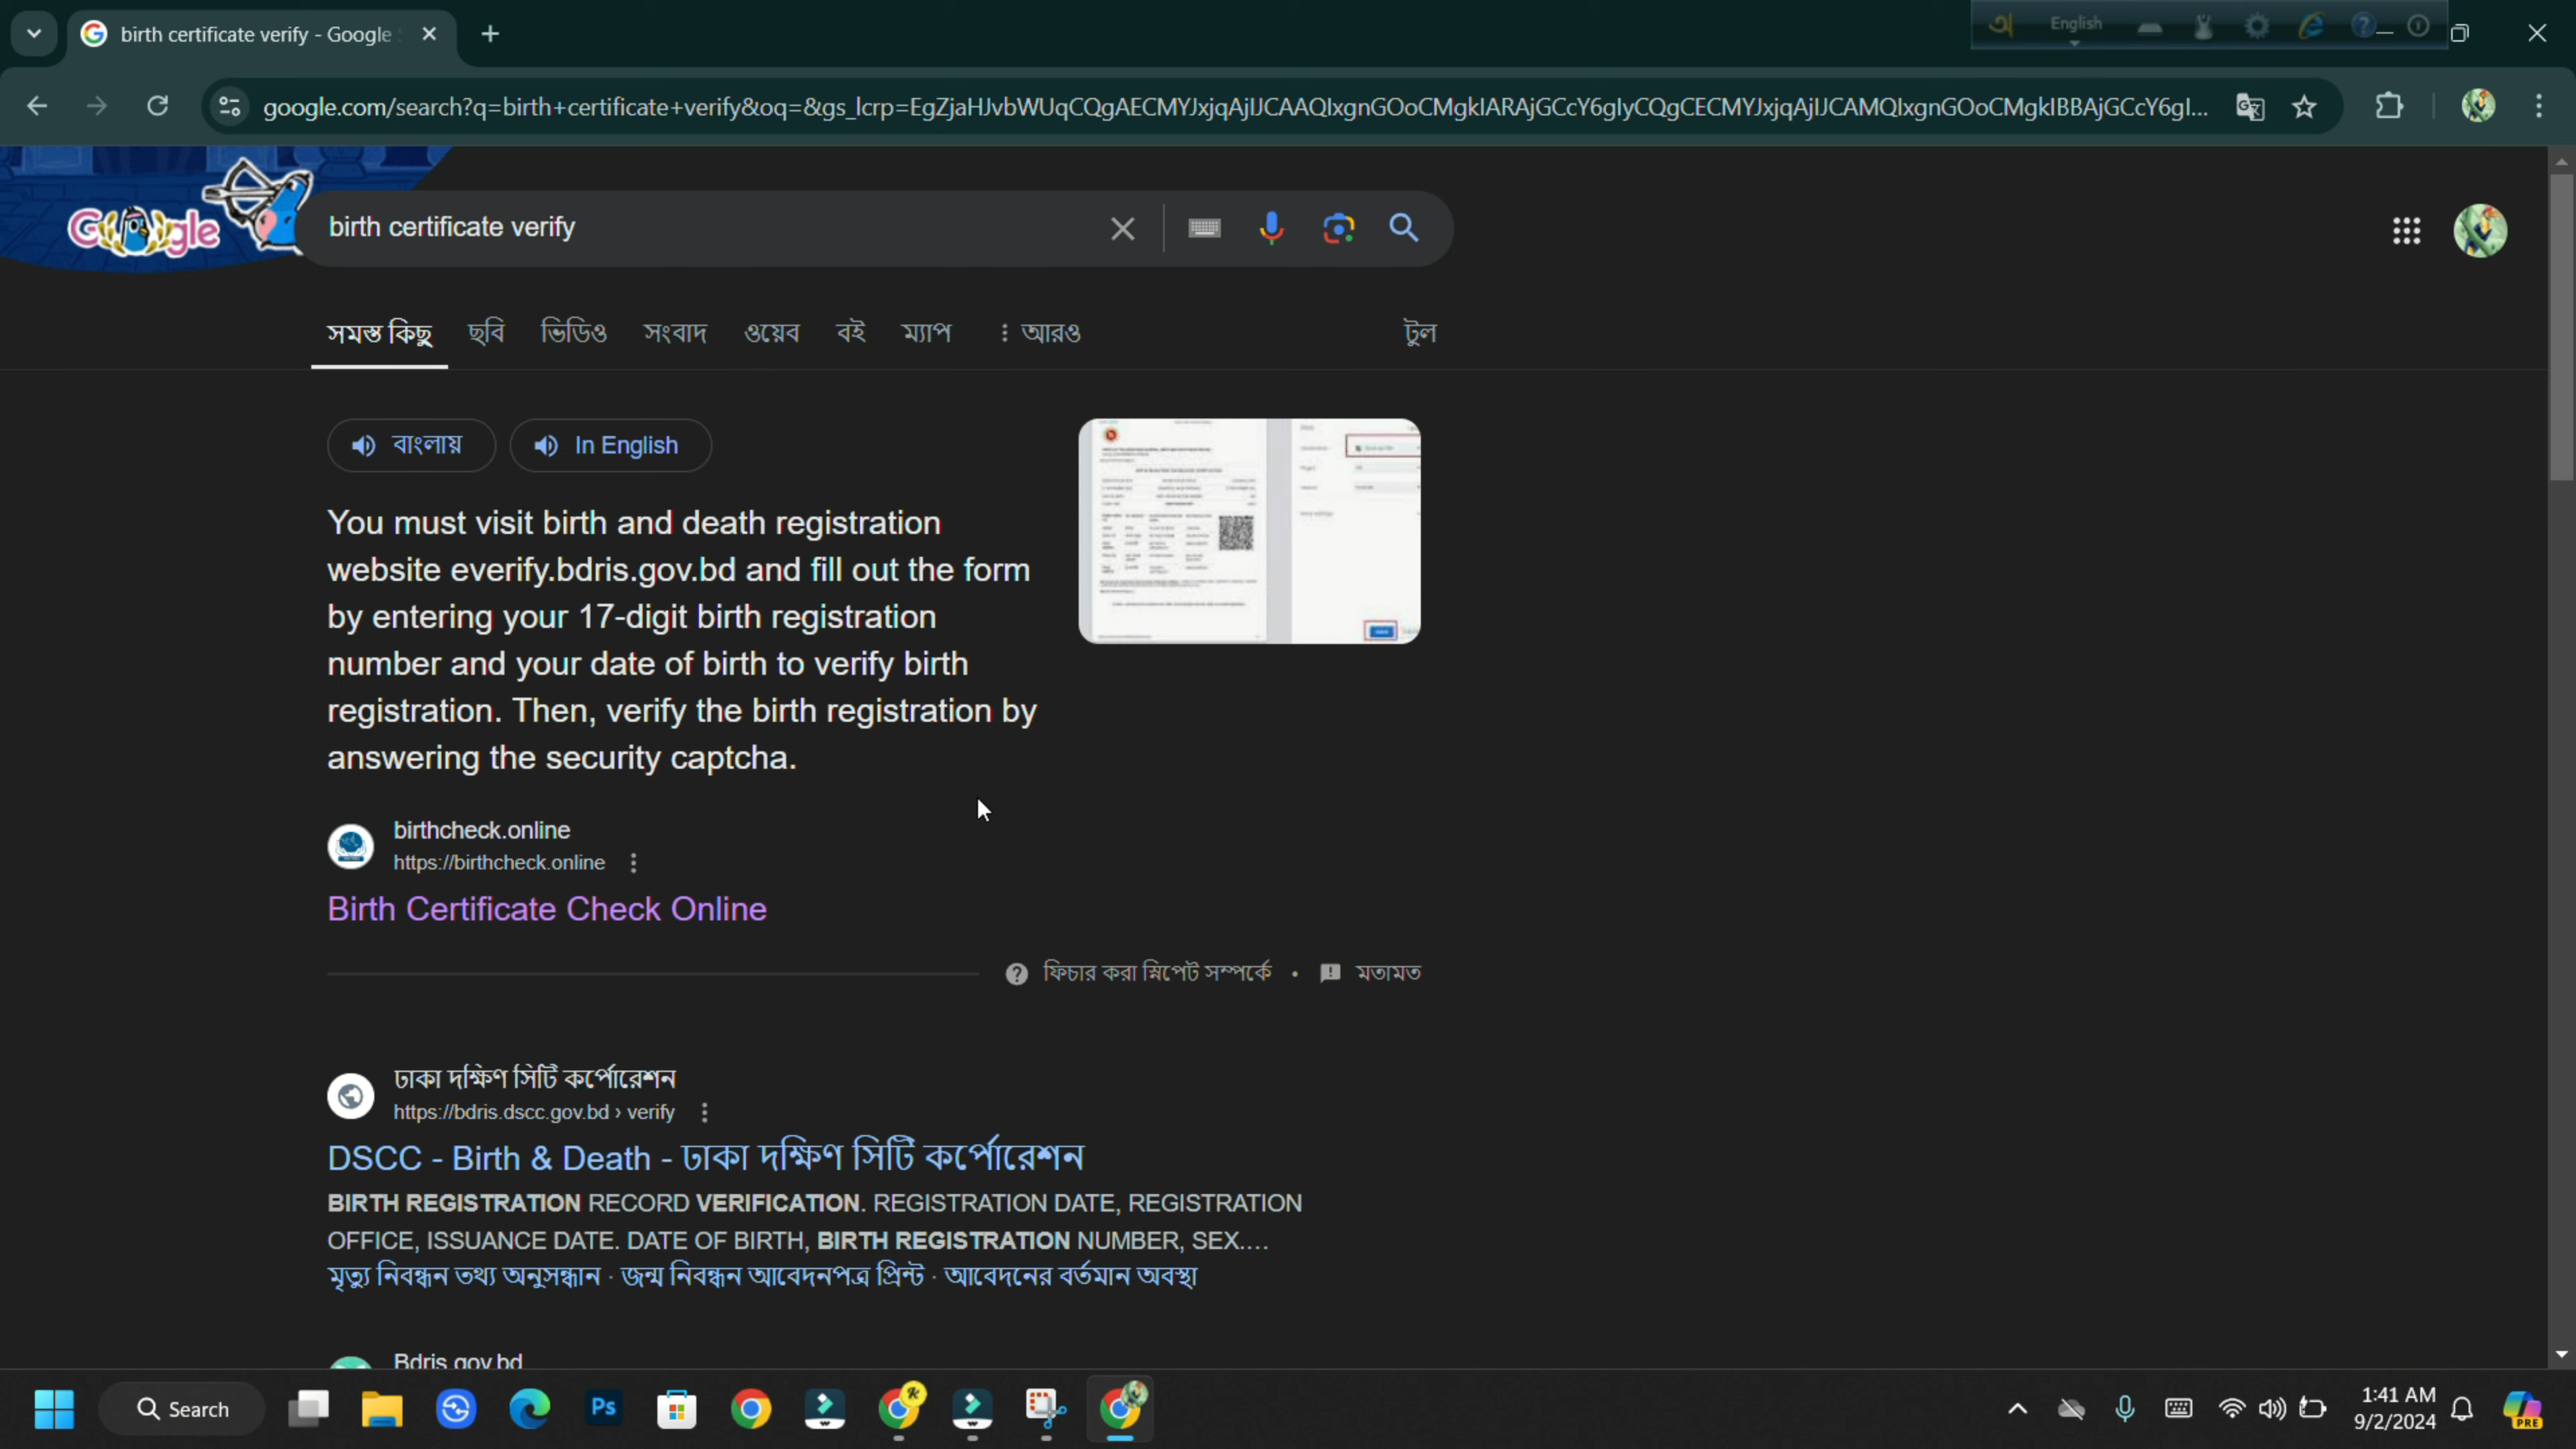 birth certificate verify - Google
English
google.com/search?q=birth+certificate+verify&oq=&gs_lcrp=EgZjaHJvbWUqCQgAECMYJxjqAjIJCAAQIxgnGOoCMgkIARAjGCcY6gIyCQgCECMYJxjqAjIJCAMQIxgnGOoCMgkIBBAjGCcY6gI...
Google
birth certificate verify
সমস্ত কিছু ছবি ভিডিও সংবাদ ওয়েব বই ম্যাপ আরও টুল
বাংলায় In English
You must visit birth and death registration
website everify.bdris.gov.bd and fill out the form
by entering your 17-digit birth registration
number and your date of birth to verify birth
registration. Then, verify the birth registration by
answering the security captcha.
birthcheck.online
https://birthcheck.online
Birth Certificate Check Online
ফিচার করা স্নিপেট সম্পর্কে • মতামত
ঢাকা দক্ষিণ সিটি কর্পোরেশন
https://bdris.dscc.gov.bd › verify
DSCC - Birth & Death - ঢাকা দক্ষিণ সিটি কর্পোরেশন
BIRTH REGISTRATION RECORD VERIFICATION. REGISTRATION DATE, REGISTRATION
OFFICE, ISSUANCE DATE. DATE OF BIRTH, BIRTH REGISTRATION NUMBER, SEX....
মৃত্যু নিবন্ধন তথ্য অনুসন্ধান · জন্ম নিবন্ধন আবেদনপত্র প্রিন্ট · আবেদনের বর্তমান অবস্থা
Bdris.gov.bd
Search
Ps
1:41 AM
9/2/2024
PRE